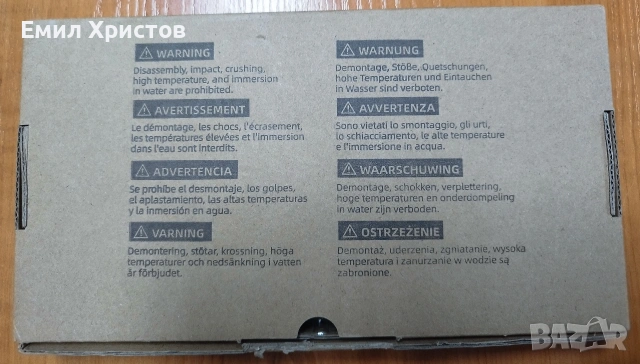 Емил Христов
WARNING
Disassembly, impact, crushing,
high temperature, and immersion
in water are prohibited.
AVERTISSEMENT
Le démontage, les chocs, l'écrasement,
les températures élevées et l'immersion
dans l'eau sont interdits.
ADVERTENCIA
Se prohíbe el desmontaje, los golpes,
el aplastamiento, las altas temperaturas
y la inmersión en agua.
VARNING
Demontering, stötar, krossning, höga
temperaturer och nedsänkning i vatten
är förbjudet.
WARNUNG
Demontage, Stöße, Quetschungen,
hohe Temperaturen und Eintauchen
in Wasser sind verboten.
AVVERTENZA
Sono vietati lo smontaggio, gli urti,
lo schiacciamento, le alte temperature
e l'immersione in acqua.
WAARSCHUWING
Demontage, schokken, verplettering,
hoge temperaturen en onderdompeling
in water zijn verboden.
OSTRZEŻENIE
Demontaż, uderzenia, zgniatanie, wysoka
temperatura i zanurzanie w wodzie są
zabronione.
BAZAR